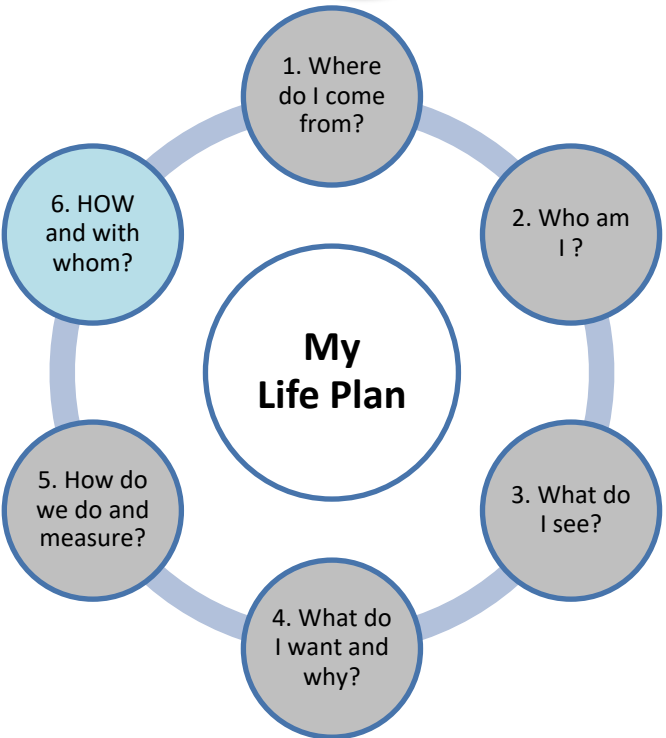 1. Where
do I come
from?
2. Who am
I ?
3. What do
I see?
4. What do
I want and
why?
5. How do
we do and
measure?
6. HOW
and with
whom?
My
Life Plan